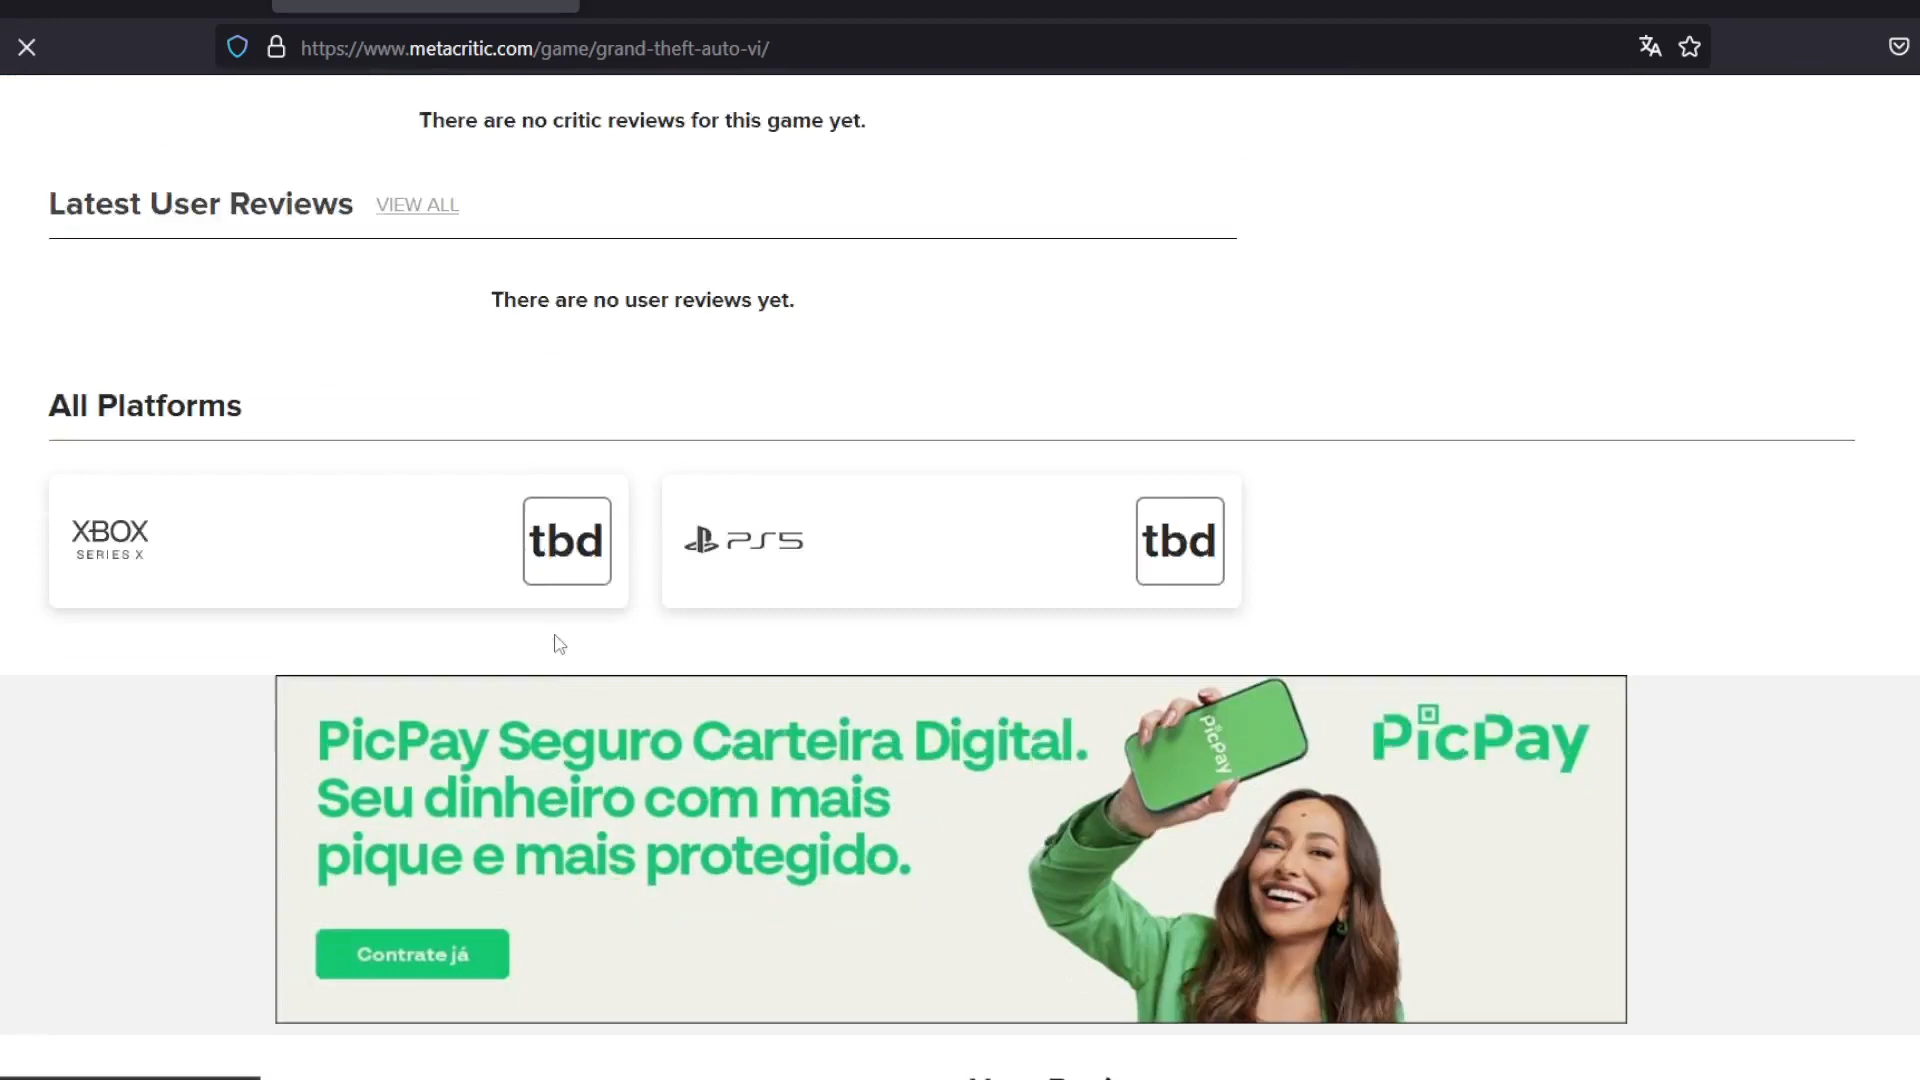 https://www.metacritic.com/game/grand-theft-auto-vi/
There are no critic reviews for this game yet.
Latest User Reviews VIEW ALL
There are no user reviews yet.
All Platforms
XBOX
SERIES X
tbd
PS5
tbd
PicPay Seguro Carteira Digital.
Seu dinheiro com mais
pique e mais protegido.
Contrate já
PicPay
PicPay